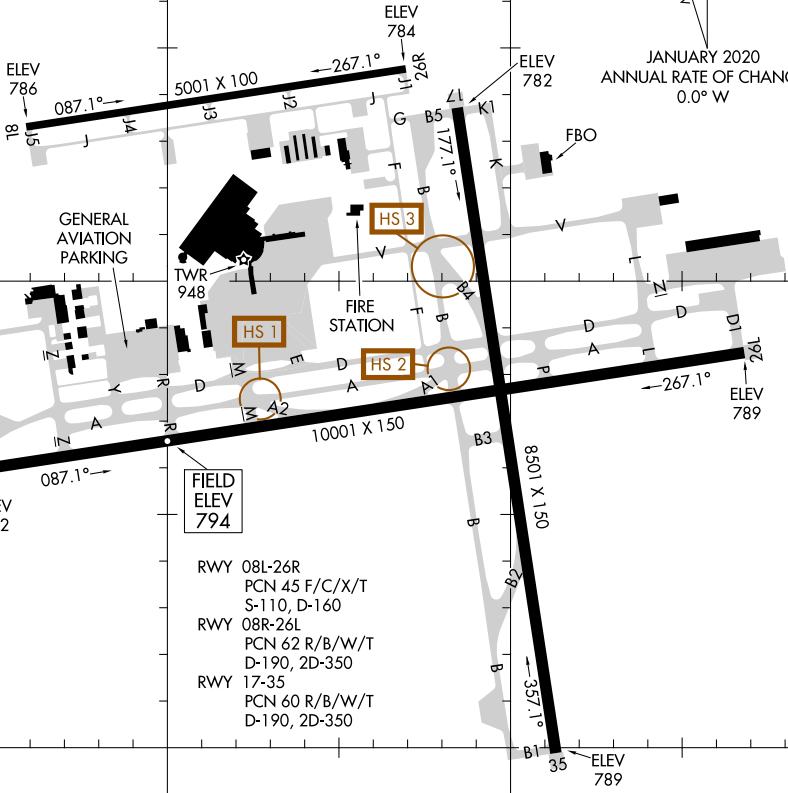 ELEV
784
JANUARY 2020
ANNUAL RATE OF CHANG
0.0° W
ELEV
786
ELEV
782
087.1°
5001 X 100
267.1°
26R
8L
J5
J
J4
J3
J2
J
J1
G
B5
17
K1
177.1°
F
B
K
FBO
GENERAL
AVIATION
PARKING
HS 3
V
V
TWR
948
FIRE
STATION
B4
L
Z
F
B
HS 1
HS 2
Z
Y
R
D
M
E
D
A
A1
P
D
A
L
D
D1
26L
A
Z
R
M
A2
10001 X 150
267.1°
ELEV
789
087.1°
FIELD
ELEV
794
B3
8501 X 150
B
B2
B
357.1°
B1
35
ELEV
789
EV
2
RWY 08L-26R
PCN 45 F/C/X/T
S-110, D-160
RWY 08R-26L
PCN 62 R/B/W/T
D-190, 2D-350
RWY 17-35
PCN 60 R/B/W/T
D-190, 2D-350